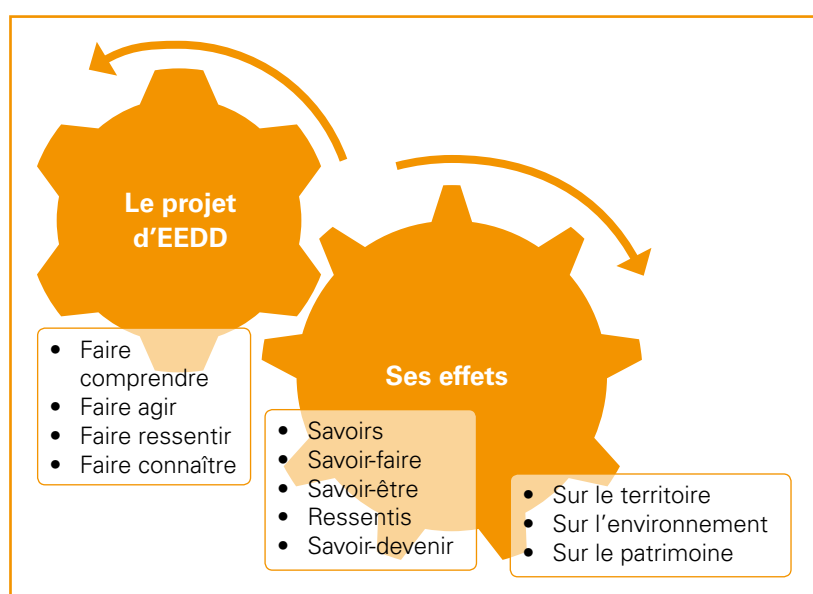 Le projet
d'EEDD
• Faire
comprendre
• Faire agir
• Faire ressentir
• Faire connaître
Ses effets
• Savoirs
• Savoir-faire
• Savoir-être
• Ressentis
• Savoir-devenir
• Sur le territoire
• Sur l'environnement
• Sur le patrimoine